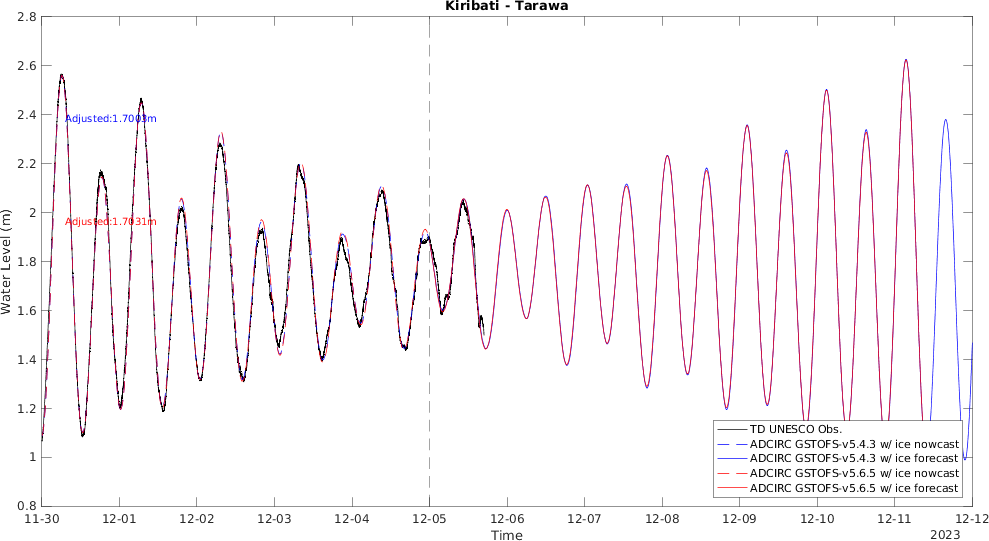 Kiribati - Tarawa
2.8
2.6
2.4
2.2
2
1.8
1.6
1.4
1.2
1
0.8
Water Level (m)
Adjusted:1.7003m
Adjusted:1.7031m
TD UNESCO Obs.
ADCIRC GSTOFS-v5.4.3 w/ ice nowcast
ADCIRC GSTOFS-v5.4.3 w/ ice forecast
ADCIRC GSTOFS-v5.6.5 w/ ice nowcast
ADCIRC GSTOFS-v5.6.5 w/ ice forecast
11-30 12-01 12-02 12-03 12-04 12-05 12-06 12-07 12-08 12-09 12-10 12-11 12-12
Time
2023